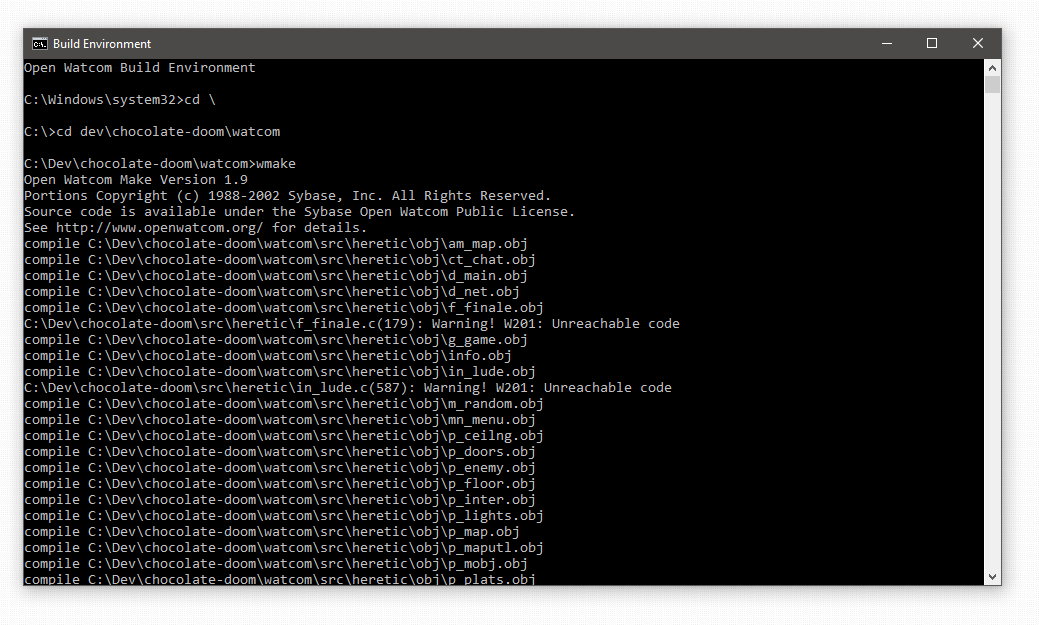 Build Environment
Open Watcom Build Environment
C:\Windows\system32>cd \
C:\>cd dev\chocolate-doom\watcom
C:\Dev\chocolate-doom\watcom>wmake
Open Watcom Make Version 1.9
Portions Copyright (c) 1988-2002 Sybase, Inc. All Rights Reserved.
Source code is available under the Sybase Open Watcom Public License.
See http://www.openwatcom.org/ for details.
compile C:\Dev\chocolate-doom\watcom\src\heretic\obj\am_map.obj
compile C:\Dev\chocolate-doom\watcom\src\heretic\obj\ct_chat.obj
compile C:\Dev\chocolate-doom\watcom\src\heretic\obj\d_main.obj
compile C:\Dev\chocolate-doom\watcom\src\heretic\obj\d_net.obj
compile C:\Dev\chocolate-doom\watcom\src\heretic\obj\f_finale.obj
C:\Dev\chocolate-doom\src\heretic\f_finale.c(179): Warning! W201: Unreachable code
compile C:\Dev\chocolate-doom\watcom\src\heretic\obj\g_game.obj
compile C:\Dev\chocolate-doom\watcom\src\heretic\obj\info.obj
compile C:\Dev\chocolate-doom\watcom\src\heretic\obj\in_lude.obj
C:\Dev\chocolate-doom\src\heretic\in_lude.c(587): Warning! W201: Unreachable code
compile C:\Dev\chocolate-doom\watcom\src\heretic\obj\m_random.obj
compile C:\Dev\chocolate-doom\watcom\src\heretic\obj\mn_menu.obj
compile C:\Dev\chocolate-doom\watcom\src\heretic\obj\p_ceilng.obj
compile C:\Dev\chocolate-doom\watcom\src\heretic\obj\p_doors.obj
compile C:\Dev\chocolate-doom\watcom\src\heretic\obj\p_enemy.obj
compile C:\Dev\chocolate-doom\watcom\src\heretic\obj\p_floor.obj
compile C:\Dev\chocolate-doom\watcom\src\heretic\obj\p_inter.obj
compile C:\Dev\chocolate-doom\watcom\src\heretic\obj\p_lights.obj
compile C:\Dev\chocolate-doom\watcom\src\heretic\obj\p_map.obj
compile C:\Dev\chocolate-doom\watcom\src\heretic\obj\p_maputl.obj
compile C:\Dev\chocolate-doom\watcom\src\heretic\obj\p_mobj.obj
compile C:\Dev\chocolate-doom\watcom\src\heretic\obj\p_plats.obj